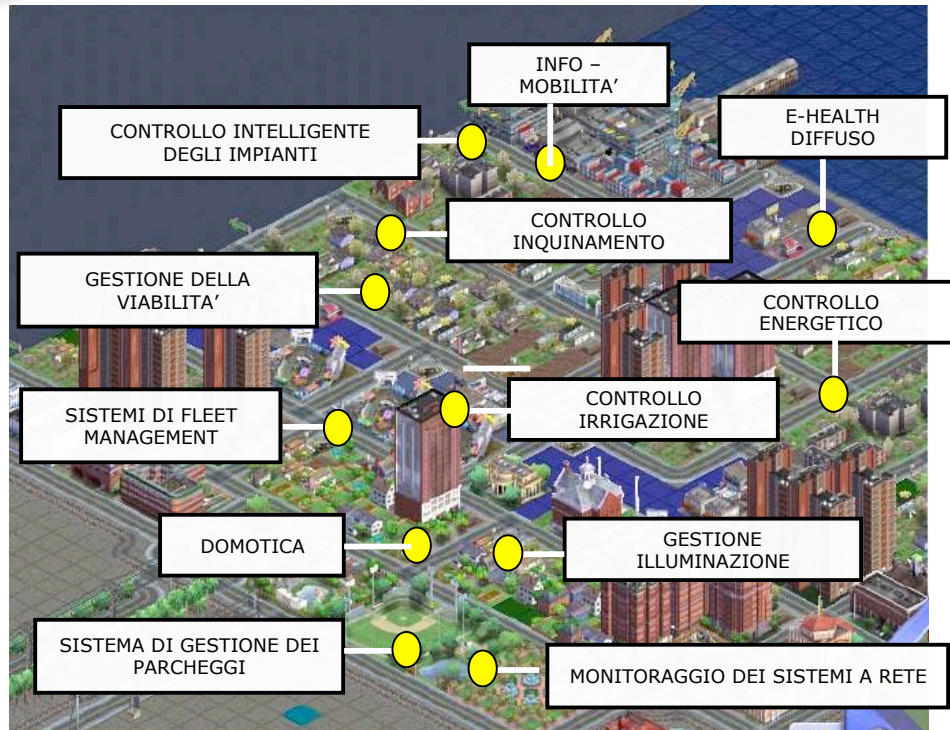 INFO –
MOBILITA’
CONTROLLO INTELLIGENTE
DEGLI IMPIANTI
E-HEALTH
DIFFUSO
CONTROLLO
INQUINAMENTO
GESTIONE DELLA
VIABILITA’
CONTROLLO
ENERGETICO
SISTEMI DI FLEET
MANAGEMENT
CONTROLLO
IRRIGAZIONE
DOMOTICA
GESTIONE
ILLUMINAZIONE
SISTEMA DI GESTIONE DEI
PARCHEGGI
MONITORAGGIO DEI SISTEMI A RETE